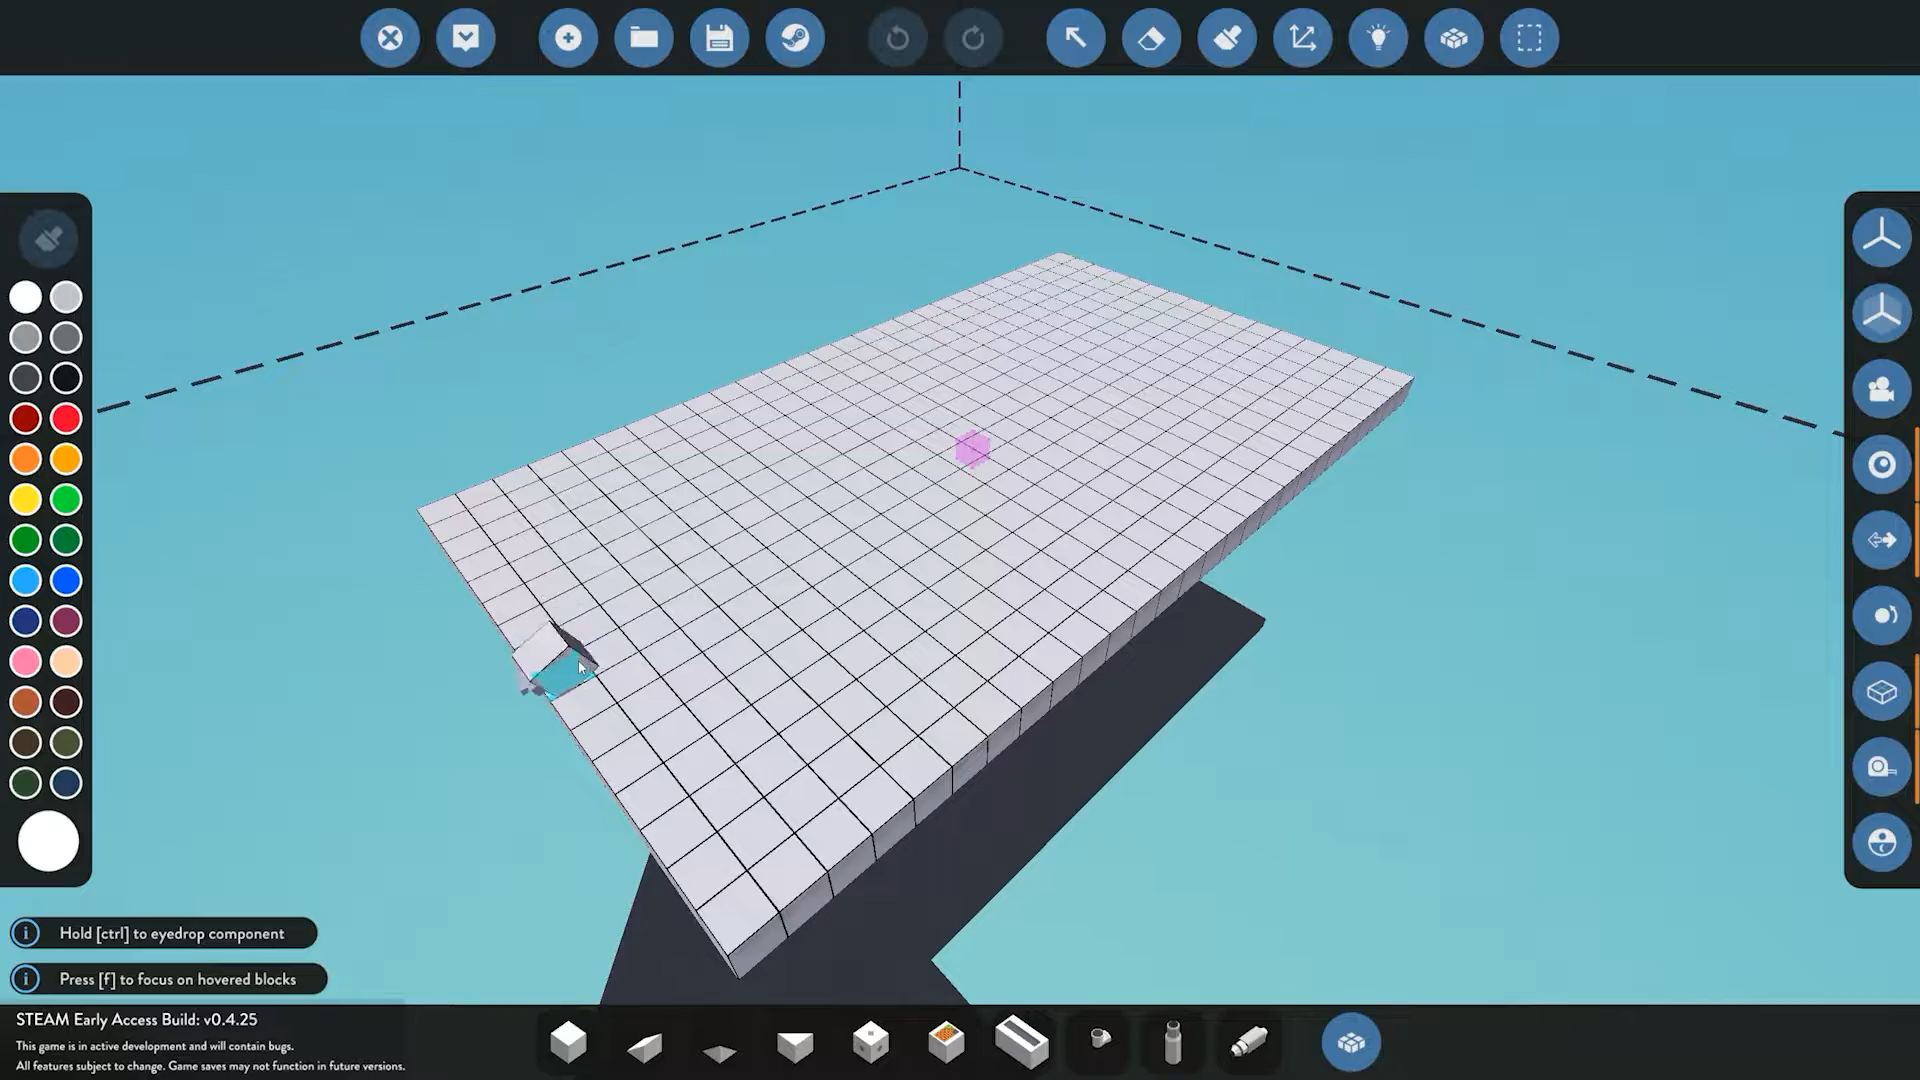 Hold [ctrl] to eyedrop component
Press [f] to focus on hovered blocks
STEAM Early Access Build: v0.4.25
This game is in active development and will contain bugs.
All features subject to change. Game saves may not function in future versions.